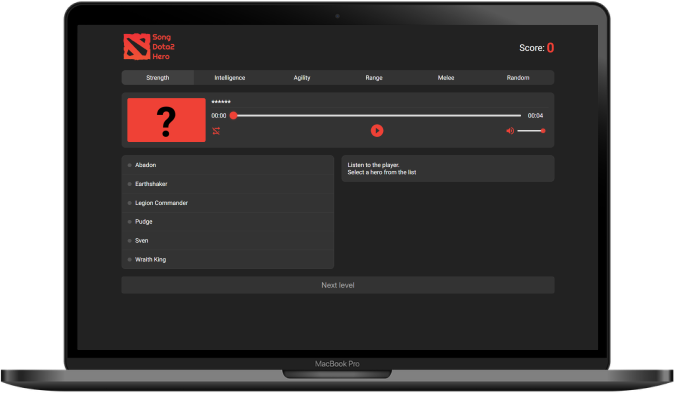 Song
Dota2
Hero
Score: 0
Strength Intelligence Agility Range Melee Random
?
******
00:00 00:04
Abadon
Earthshaker
Legion Commander
Pudge
Sven
Wraith King
Listen to the player.
Select a hero from the list
Next level
MacBook Pro